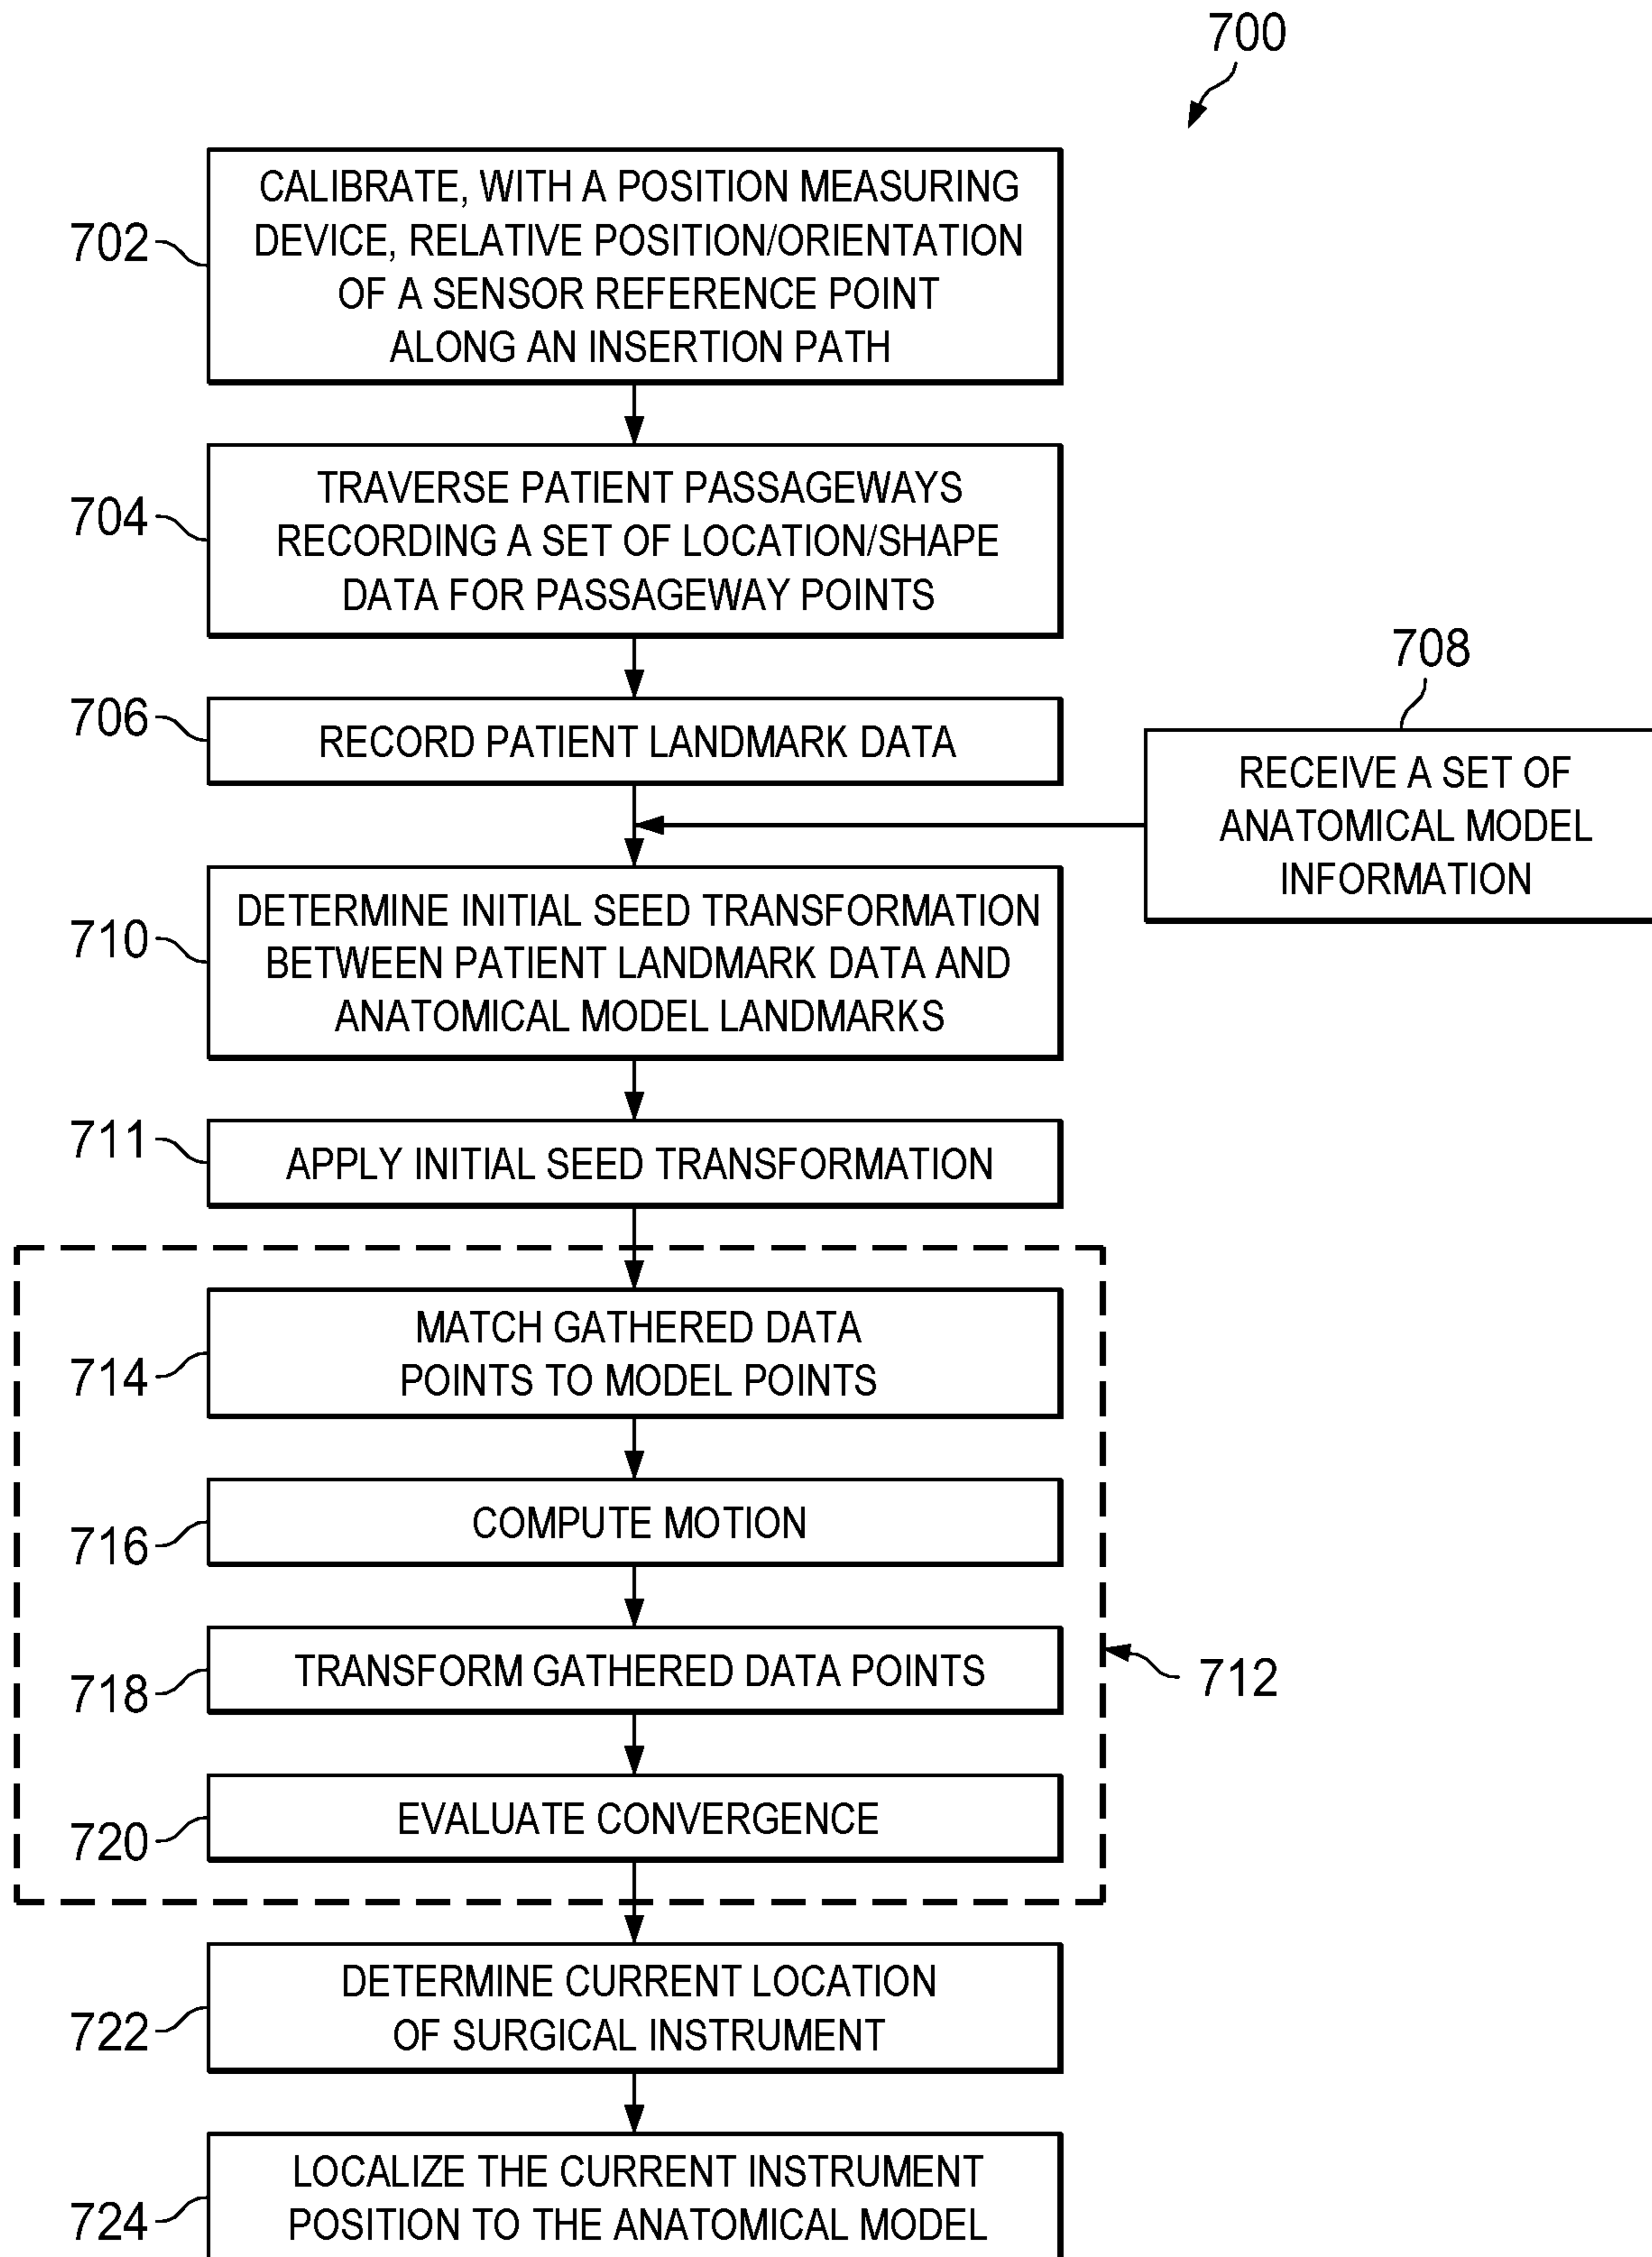 700
702
CALIBRATE, WITH A POSITION MEASURING
DEVICE, RELATIVE POSITION/ORIENTATION
OF A SENSOR REFERENCE POINT
ALONG AN INSERTION PATH
704
TRAVERSE PATIENT PASSAGEWAYS
RECORDING A SET OF LOCATION/SHAPE
DATA FOR PASSAGEWAY POINTS
706
RECORD PATIENT LANDMARK DATA
708
RECEIVE A SET OF
ANATOMICAL MODEL
INFORMATION
710
DETERMINE INITIAL SEED TRANSFORMATION
BETWEEN PATIENT LANDMARK DATA AND
ANATOMICAL MODEL LANDMARKS
711
APPLY INITIAL SEED TRANSFORMATION
714
MATCH GATHERED DATA
POINTS TO MODEL POINTS
716
COMPUTE MOTION
718
TRANSFORM GATHERED DATA POINTS
712
720
EVALUATE CONVERGENCE
722
DETERMINE CURRENT LOCATION
OF SURGICAL INSTRUMENT
724
LOCALIZE THE CURRENT INSTRUMENT
POSITION TO THE ANATOMICAL MODEL